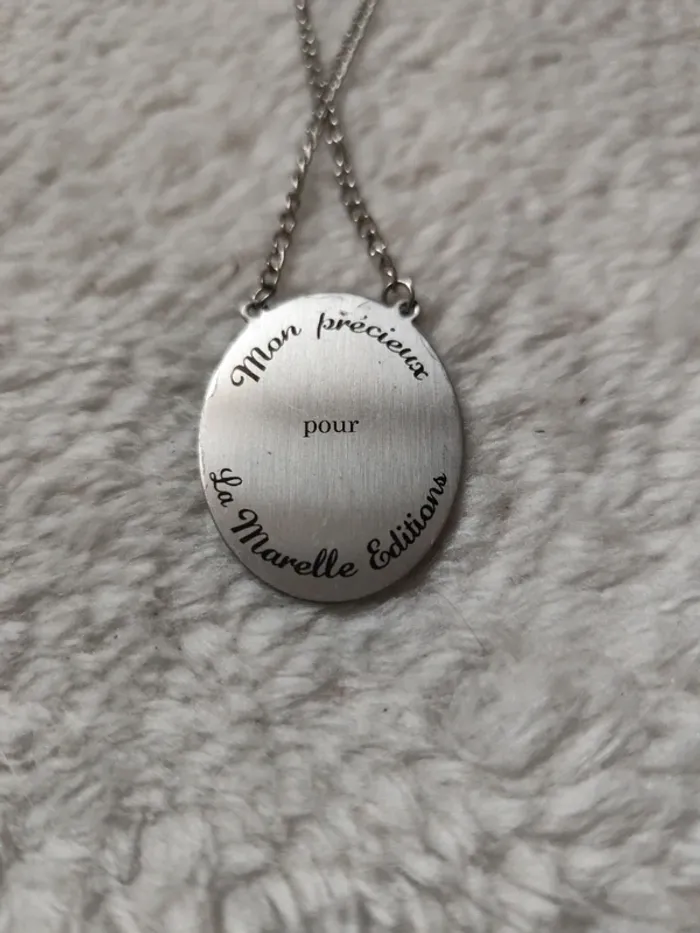 Mon précieux
pour
La Marelle Editions